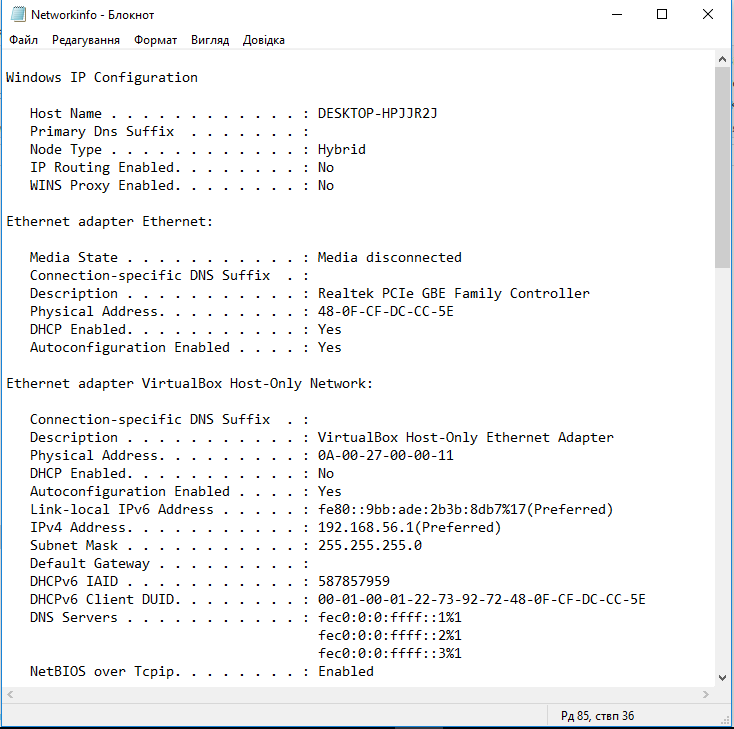 Networkinfo - Блокнот
Файл Редагування Формат Вигляд Довідка
Windows IP Configuration
Host Name . . . . . . . . . . . . : DESKTOP-HPJJR2J
Primary Dns Suffix  . . . . . . . :
Node Type . . . . . . . . . . . . : Hybrid
IP Routing Enabled. . . . . . . . : No
WINS Proxy Enabled. . . . . . . . : No
Ethernet adapter Ethernet:
Media State . . . . . . . . . . . : Media disconnected
Connection-specific DNS Suffix  . :
Description . . . . . . . . . . . : Realtek PCIe GBE Family Controller
Physical Address. . . . . . . . . : 48-0F-CF-DC-CC-5E
DHCP Enabled. . . . . . . . . . . : Yes
Autoconfiguration Enabled . . . . : Yes
Ethernet adapter VirtualBox Host-Only Network:
Connection-specific DNS Suffix  . :
Description . . . . . . . . . . . : VirtualBox Host-Only Ethernet Adapter
Physical Address. . . . . . . . . : 0A-00-27-00-00-11
DHCP Enabled. . . . . . . . . . . : No
Autoconfiguration Enabled . . . . : Yes
Link-local IPv6 Address . . . . . : fe80::9bb:ade:2b3b:8db7%17(Preferred)
IPv4 Address. . . . . . . . . . . : 192.168.56.1(Preferred)
Subnet Mask . . . . . . . . . . . : 255.255.255.0
Default Gateway . . . . . . . . . :
DHCPv6 IAID . . . . . . . . . . . : 587857959
DHCPv6 Client DUID. . . . . . . . : 00-01-00-01-22-73-92-72-48-0F-CF-DC-CC-5E
DNS Servers . . . . . . . . . . . : fec0:0:0:ffff::1%1
fec0:0:0:ffff::2%1
fec0:0:0:ffff::3%1
NetBIOS over Tcpip. . . . . . . . : Enabled
Рд 85, ствп 36